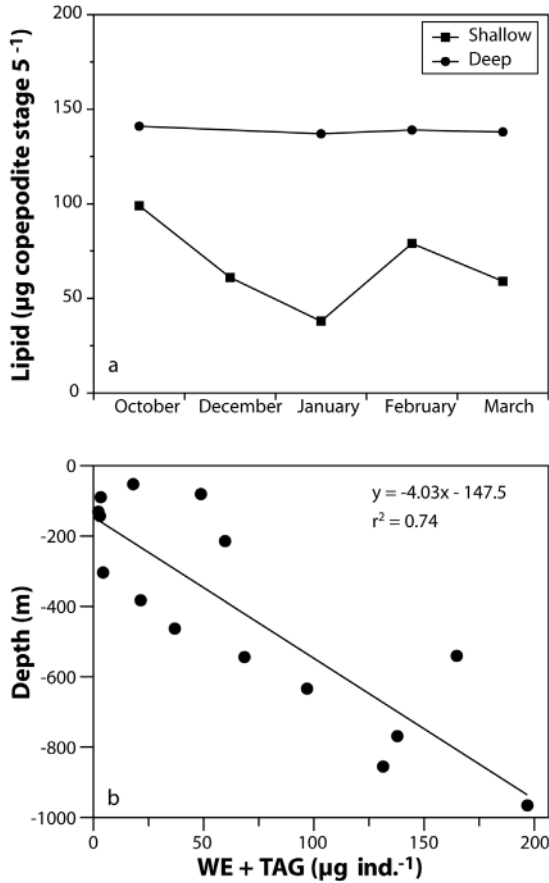 Lipid (µg copepodite stage 5⁻¹)
200
150
100
50
0
Shallow
Deep
a
October December January February March
Depth (m)
0
-200
-400
-600
-800
-1000
y = -4.03x - 147.5
r² = 0.74
b
0 50 100 150 200
WE + TAG (µg ind.⁻¹)